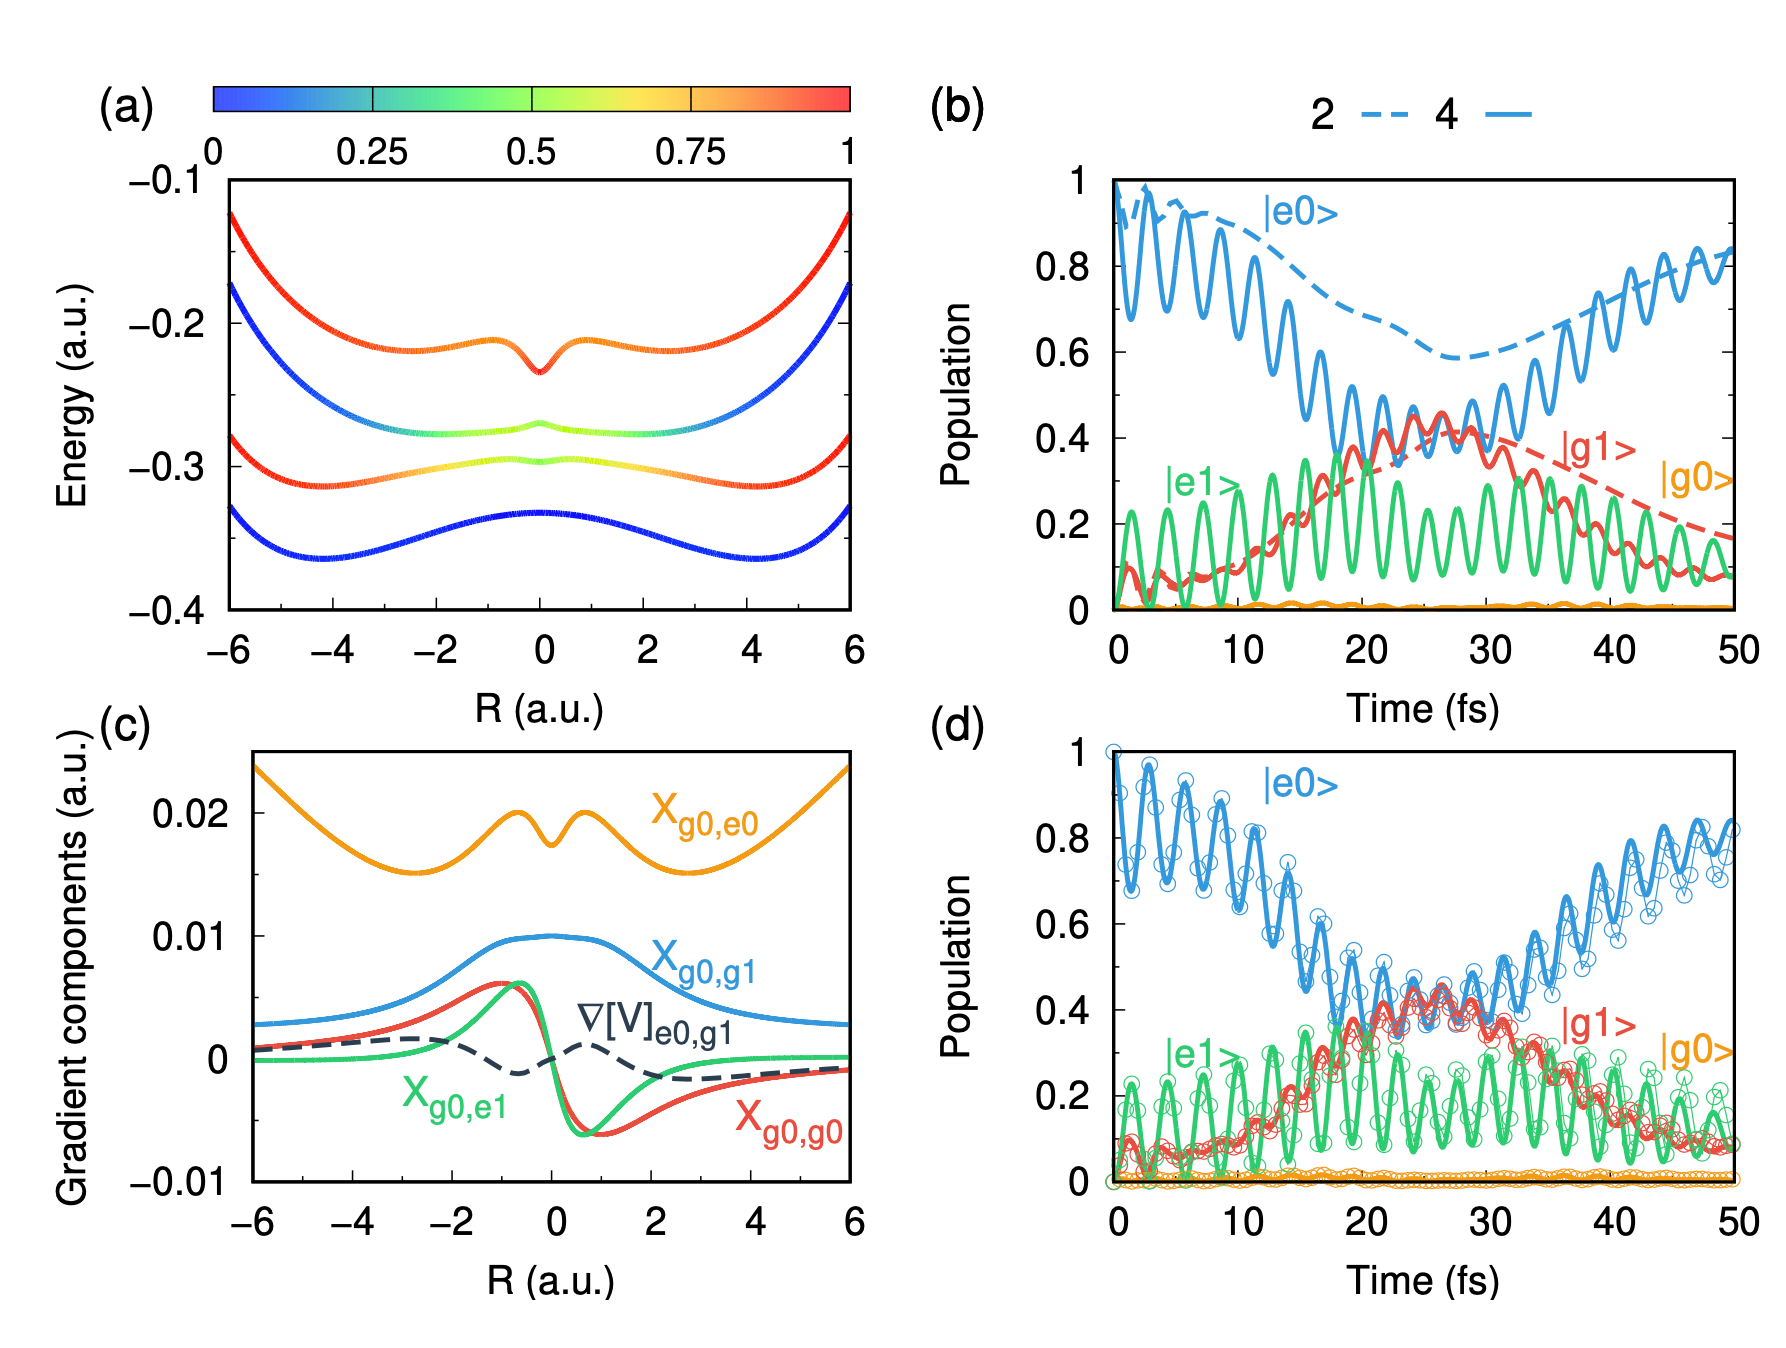 (a)
0 0.25 0.5 0.75 1
Energy (a.u.)
−0.1
−0.2
−0.3
−0.4
−6 −4 −2 0 2 4 6
R (a.u.)
(b)
2 4
Population
1
0.8
0.6
0.4
0.2
0
|e0>
|g1>
|e1>
|g0>
0 10 20 30 40 50
Time (fs)
(c)
Gradient components (a.u.)
0.02
0.01
0
−0.01
Xg0,e0
Xg0,g1
∇[V]e0,g1
Xg0,e1
Xg0,g0
−6 −4 −2 0 2 4 6
R (a.u.)
(d)
Population
1
0.8
0.6
0.4
0.2
0
|e0>
|g1>
|e1>
|g0>
0 10 20 30 40 50
Time (fs)